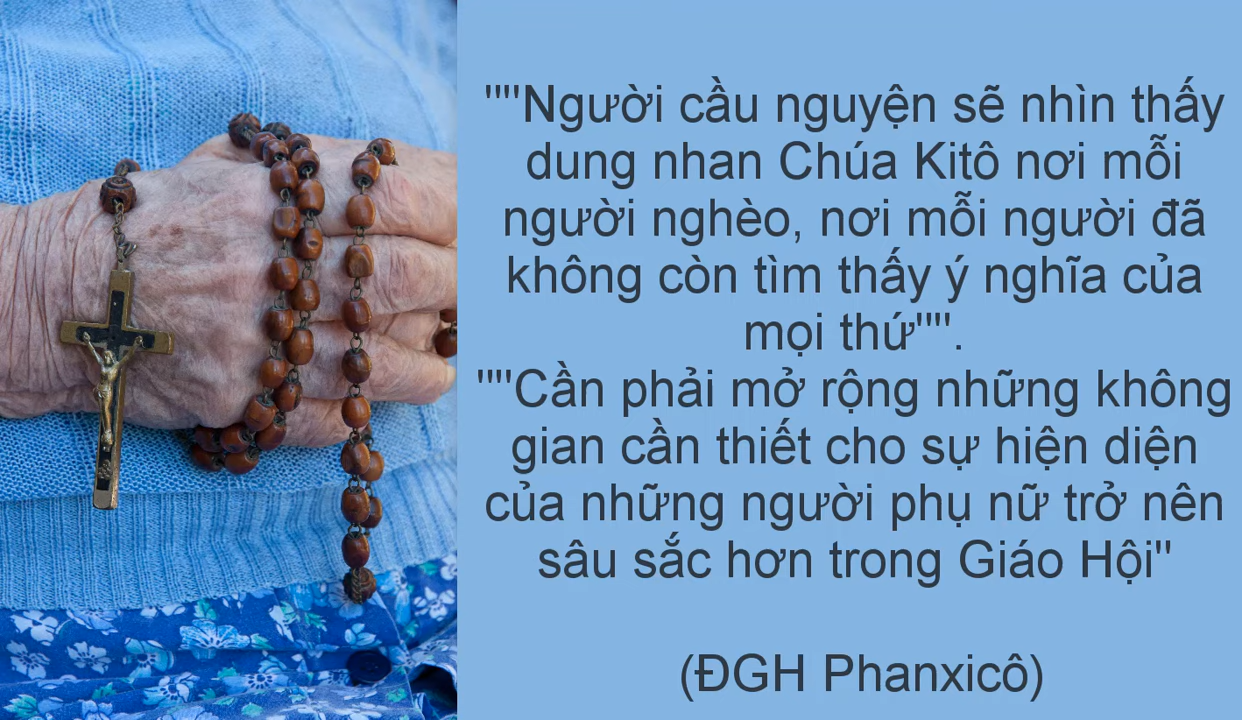 """Người cầu nguyện sẽ nhìn thấy
dung nhan Chúa Kitô nơi mỗi
người nghèo, nơi mỗi người đã
không còn tìm thấy ý nghĩa của
mọi thứ"".
""Cần phải mở rộng những không
gian cần thiết cho sự hiện diện
của những người phụ nữ trở nên
sâu sắc hơn trong Giáo Hội"
(ĐGH Phanxicô)